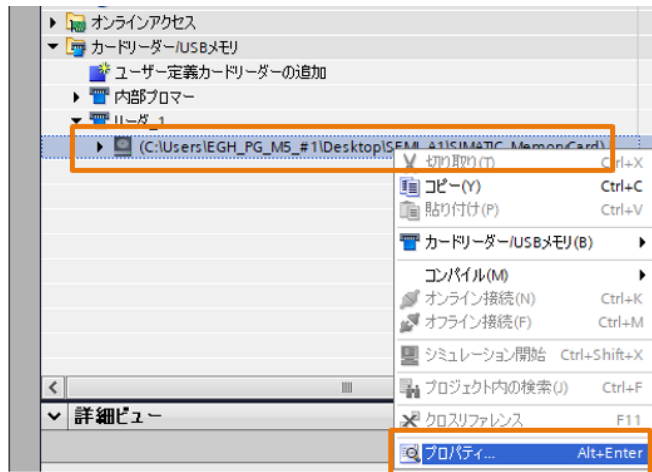 オンラインアクセス
カードリーダー/USBメモリ
ユーザー定義カードリーダーの追加
内部プロマー
リーダ_1
(C:\Users\EGH_PG_M5_#1\Desktop\SEMI_A1\SIMATIC_MemoryCard)
切り取り(T) Ctrl+X
コピー(Y) Ctrl+C
貼り付け(P) Ctrl+V
カードリーダー/USBメモリ(B)
コンパイル(M)
オンライン接続(N) Ctrl+K
オフライン接続(F) Ctrl+M
シミュレーション開始 Ctrl+Shift+X
プロジェクト内の検索(J) Ctrl+F
クロスリファレンス F11
プロパティ... Alt+Enter
詳細ビュー